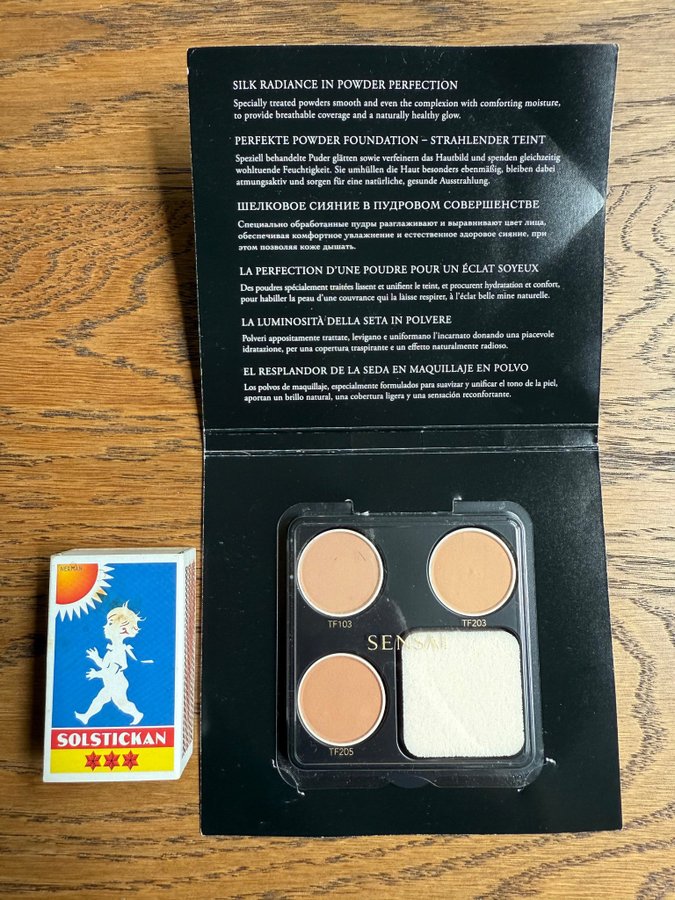 SILK RADIANCE IN POWDER PERFECTION
Specially treated powders smooth and even the complexion with comforting moisture,
to provide breathable coverage and a naturally healthy glow.
PERFEKTE POWDER FOUNDATION – STRAHLENDER TEINT
Speziell behandelte Puder glätten sowie verfeinern das Hautbild und spenden gleichzeitig
wohltuende Feuchtigkeit. Sie umhüllen die Haut besonders ebenmäßig, bleiben dabei
atmungsaktiv und sorgen für eine natürliche, gesunde Ausstrahlung.
ШЕЛКОВОЕ СИЯНИЕ В ПУДРОВОМ СОВЕРШЕНСТВЕ
Специально обработанные пудры разглаживают и выравнивают цвет лица,
обеспечивая комфортное увлажнение и естественное здоровое сияние, при
этом позволяя коже дышать.
LA PERFECTION D'UNE POUDRE POUR UN ÉCLAT SOYEUX
Des poudres spécialement traitées lissent et unifient le teint, et procurent hydratation et confort,
pour habiller la peau d'une couvrance qui la laisse respirer, à l'éclat belle mine naturelle.
LA LUMINOSITÀ DELLA SETA IN POLVERE
Polveri appositamente trattate, levigano e uniformano l'incarnato donando una piacevole
idratazione, per una copertura traspirante e un effetto naturalmente radioso.
EL RESPLANDOR DE LA SEDA EN MAQUILLAJE EN POLVO
Los polvos de maquillaje, especialmente formulados para suavizar y unificar el tono de la piel,
aportan un brillo natural, una cobertura ligera y una sensación reconfortante.
TF103
TF203
SENSAI
TF205
NERMAN
SOLSTICKAN